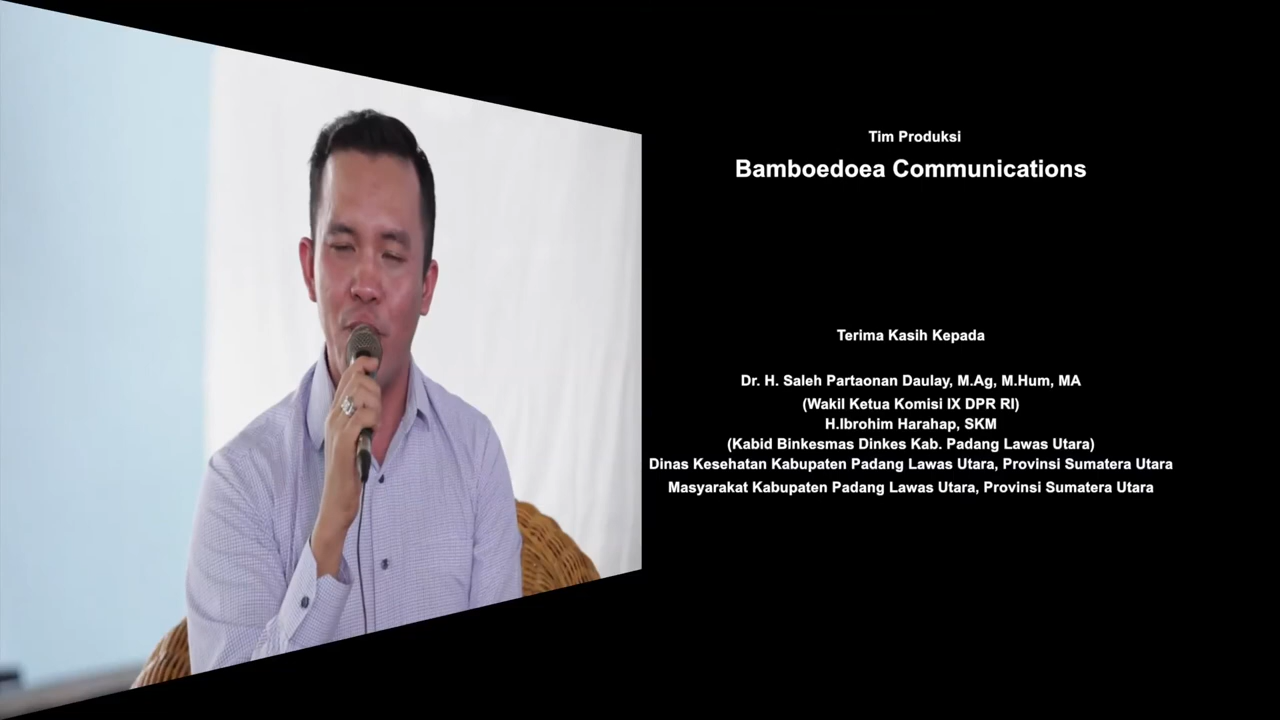 Tim Produksi
Bamboedoea Communications
Terima Kasih Kepada
Dr. H. Saleh Partaonan Daulay, M.Ag, M.Hum, MA
(Wakil Ketua Komisi IX DPR RI)
H.Ibrohim Harahap, SKM
(Kabid Binkesmas Dinkes Kab. Padang Lawas Utara)
Dinas Kesehatan Kabupaten Padang Lawas Utara, Provinsi Sumatera Utara
Masyarakat Kabupaten Padang Lawas Utara, Provinsi Sumatera Utara